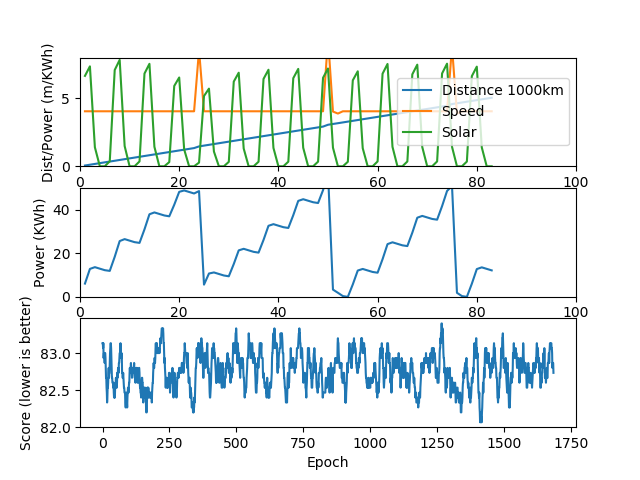 Dist/Power (m/KWh)
5
0
Distance 1000km
Speed
Solar
0 20 40 60 80 100
Power (KWh)
40
20
0
0 20 40 60 80 100
Score (lower is better)
83.0
82.5
82.0
0 250 500 750 1000 1250 1500 1750
Epoch